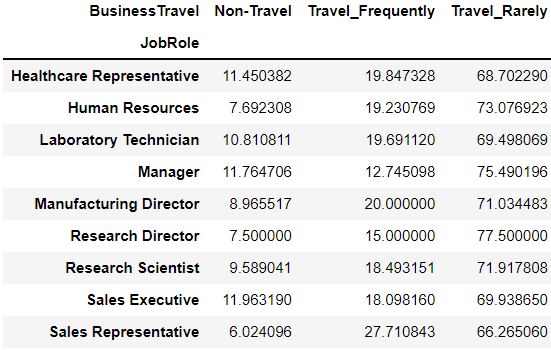 BusinessTravel Non-Travel Travel_Frequently Travel_Rarely
JobRole
Healthcare Representative 11.450382 19.847328 68.702290
Human Resources 7.692308 19.230769 73.076923
Laboratory Technician 10.810811 19.691120 69.498069
Manager 11.764706 12.745098 75.490196
Manufacturing Director 8.965517 20.000000 71.034483
Research Director 7.500000 15.000000 77.500000
Research Scientist 9.589041 18.493151 71.917808
Sales Executive 11.963190 18.098160 69.938650
Sales Representative 6.024096 27.710843 66.265060